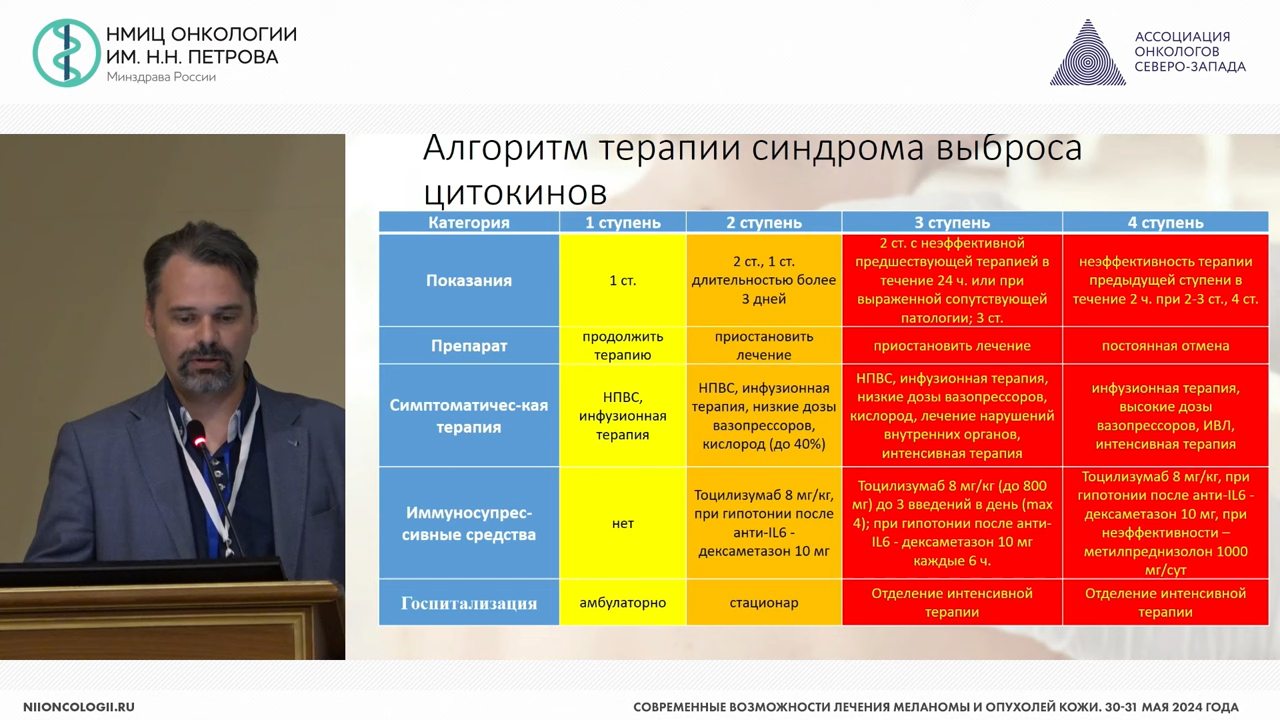 НМИЦ ОНКОЛОГИИ
ИМ. Н.Н. ПЕТРОВА
Минздрава России
АССОЦИАЦИЯ
ОНКОЛОГОВ
СЕВЕРО-ЗАПАДА
Алгоритм терапии синдрома выброса
цитокинов
Категория
1 ступень
2 ступень
3 ступень
4 ступень
Показания
1 ст.
2 ст., 1 ст.
длительностью более
3 дней
2 ст. с неэффективной
предшествующей терапией в
течение 24 ч. или при
выраженной сопутствующей
патологии; 3 ст.
неэффективность терапии
предыдущей ступени в
течение 2 ч. при 2-3 ст., 4 ст.
Препарат
продолжить
терапию
приостановить
лечение
приостановить лечение
постоянная отмена
Симптоматичес-кая
терапия
НПВС,
инфузионная
терапия
НПВС, инфузионная
терапия, низкие дозы
вазопрессоров,
кислород (до 40%)
НПВС, инфузионная терапия,
низкие дозы вазопрессоров,
кислород, лечение нарушений
внутренних органов,
интенсивная терапия
инфузионная терапия,
высокие дозы
вазопрессоров, ИВЛ,
интенсивная терапия
Иммуносупрес-
сивные средства
нет
Тоцилизумаб 8 мг/кг,
при гипотонии после
анти-IL6 -
дексаметазон 10 мг
Тоцилизумаб 8 мг/кг (до 800
мг) до 3 введений в день (max
4); при гипотонии после анти-
IL6 - дексаметазон 10 мг
каждые 6 ч.
Тоцилизумаб 8 мг/кг, при
гипотонии после анти-IL6 -
дексаметазон 10 мг, при
неэффективности –
метилпреднизолон 1000
мг/сут
Госпитализация
амбулаторно
стационар
Отделение интенсивной
терапии
Отделение интенсивной
терапии
NIIONCOLOGII.RU
СОВРЕМЕННЫЕ ВОЗМОЖНОСТИ ЛЕЧЕНИЯ МЕЛАНОМЫ И ОПУХОЛЕЙ КОЖИ. 30-31 МАЯ 2024 ГОДА